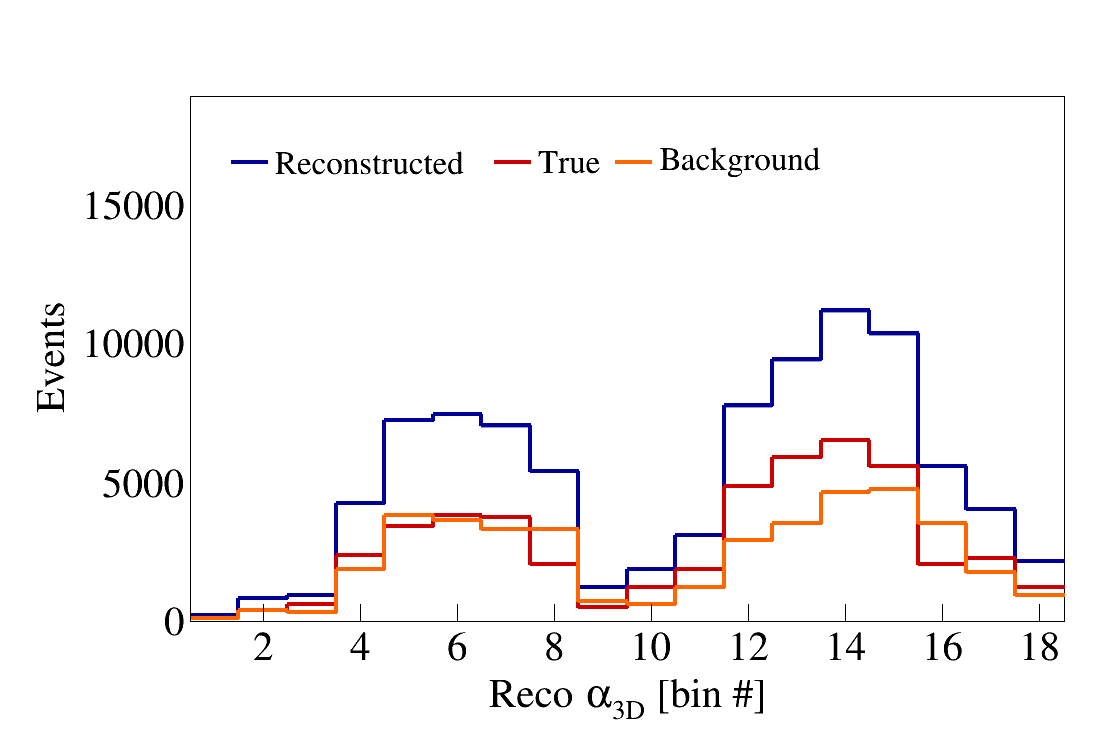 Reconstructed True Background
15000
10000
5000
0
Events
2 4 6 8 10 12 14 16 18
Reco α3D [bin #]